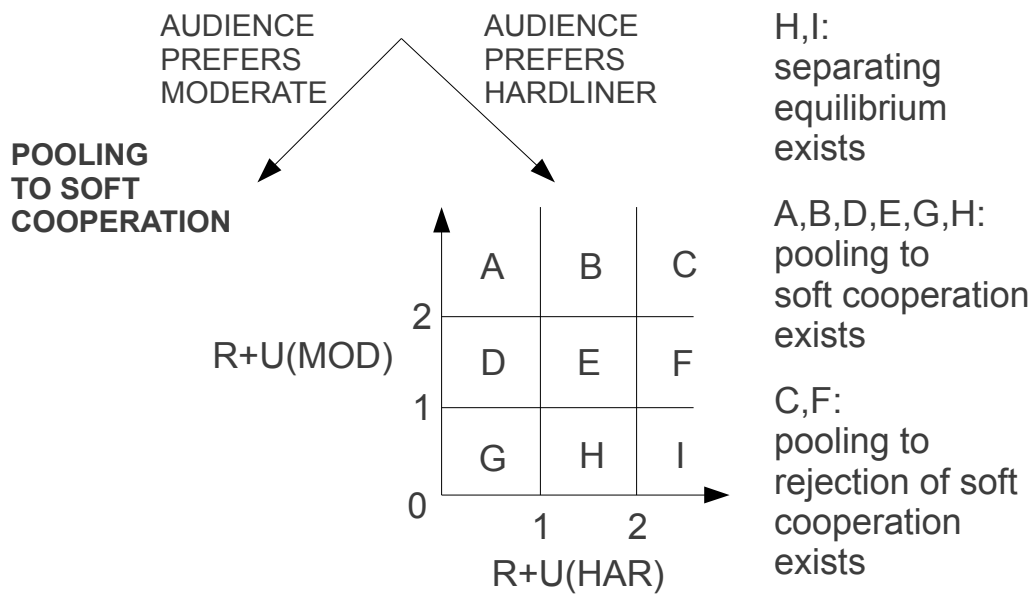 AUDIENCE
PREFERS
MODERATE
AUDIENCE
PREFERS
HARDLINER
POOLING
TO SOFT
COOPERATION
A B C
2
R+U(MOD)
D E F
1
G H I
0
1 2
R+U(HAR)
H,I:
separating
equilibrium
exists
A,B,D,E,G,H:
pooling to
soft cooperation
exists
C,F:
pooling to
rejection of soft
cooperation
exists